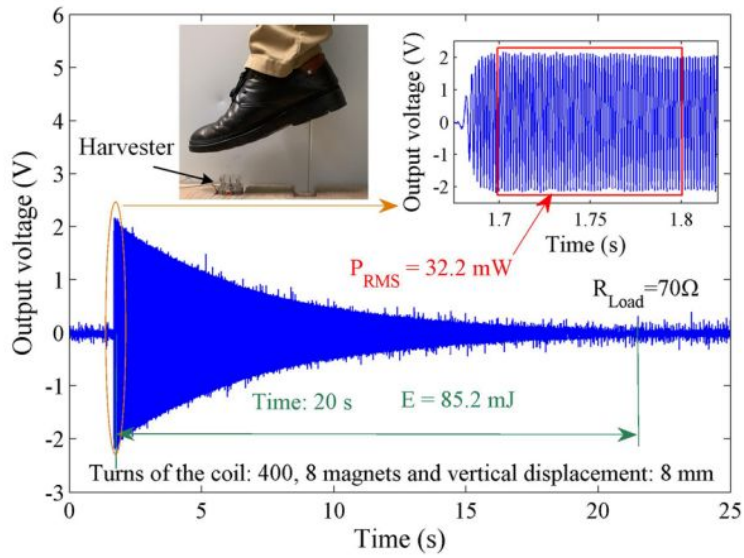 6
5
4
3
2
1
0
-1
-2
-3
Output voltage (V)
0
5
10
15
20
25
Time (s)
Harvester
2
1
0
-1
-2
Output voltage (V)
1.7
1.75
1.8
Time (s)
P_RMS = 32.2 mW
R_Load=70Ω
Time: 20 s E = 85.2 mJ
Turns of the coil: 400, 8 magnets and vertical displacement: 8 mm